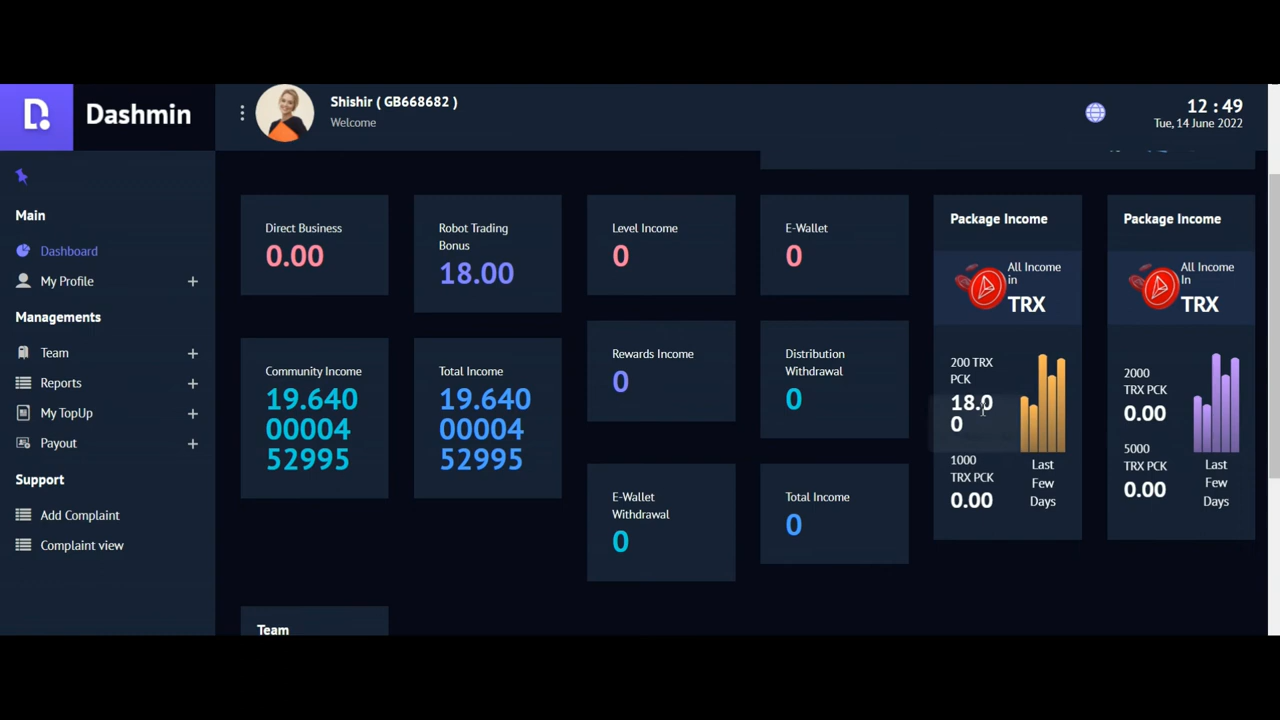 Dashmin
Shishir ( GB668682 )
Welcome
12 : 49
Tue, 14 June 2022
Main
Dashboard
My Profile
Managements
Team
Reports
My TopUp
Payout
Support
Add Complaint
Complaint view
Direct Business
0.00
Robot Trading
Bonus
18.00
Level Income
0
E-Wallet
0
Package Income
All Income
in
TRX
200 TRX
PCK
18.0
0
1000
TRX PCK
0.00
Last
Few
Days
Package Income
All Income
in
TRX
2000
TRX PCK
0.00
5000
TRX PCK
0.00
Last
Few
Days
Community Income
19.640
00004
52995
Total Income
19.640
00004
52995
Rewards Income
0
Distribution
Withdrawal
0
E-Wallet
Withdrawal
0
Total Income
0
Team